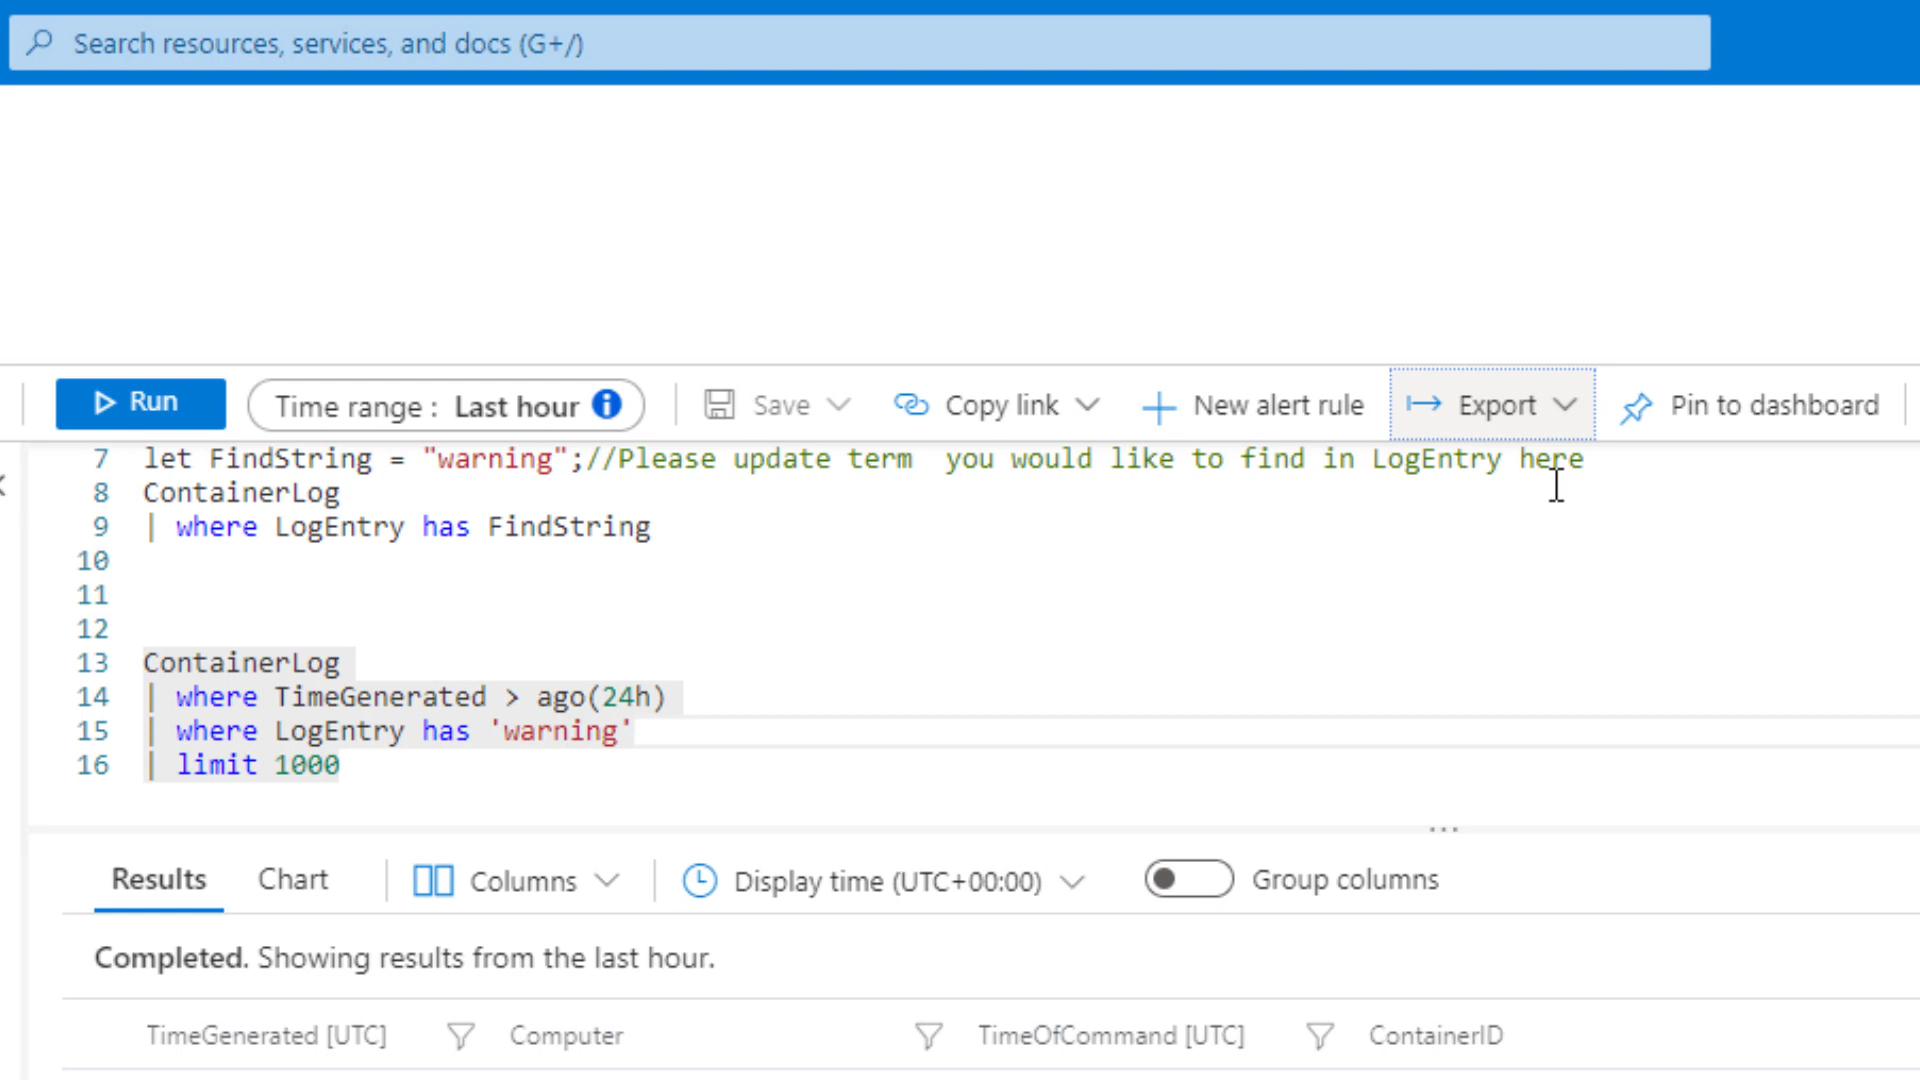 Search resources, services, and docs (G+/)
Run Time range : Last hour Save Copy link New alert rule Export Pin to dashboard
7 let FindString = "warning";//Please update term  you would like to find in LogEntry here
8 ContainerLog
9 | where LogEntry has FindString
10
11
12
13 ContainerLog
14 | where TimeGenerated > ago(24h)
15 | where LogEntry has 'warning'
16 | limit 1000
Results Chart Columns Display time (UTC+00:00) Group columns
Completed. Showing results from the last hour.
TimeGenerated [UTC] Computer TimeOfCommand [UTC] ContainerID